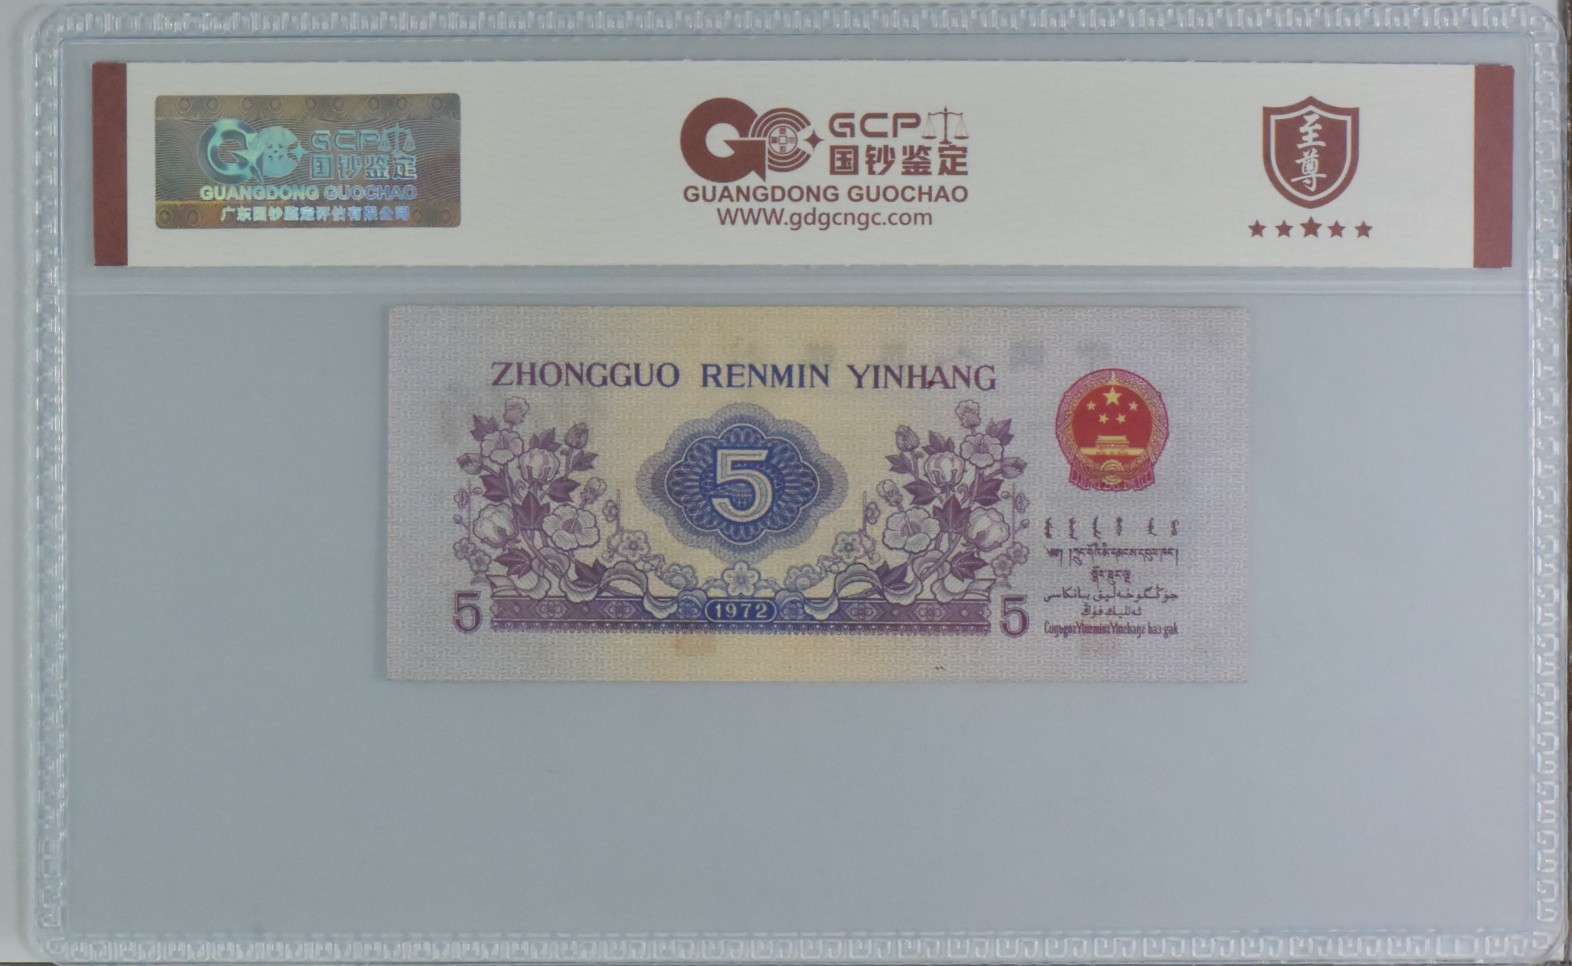 GCP
国钞鉴定
GUANGDONG GUOCHAO
广东国钞鉴定评估有限公司
GCP
国钞鉴定
GUANGDONG GUOCHAO
WWW.gdgcngc.com
至尊
ZHONGGUO RENMIN YINHANG
5
1972
5
5
جۇڭگوخەلىق بانكاسى